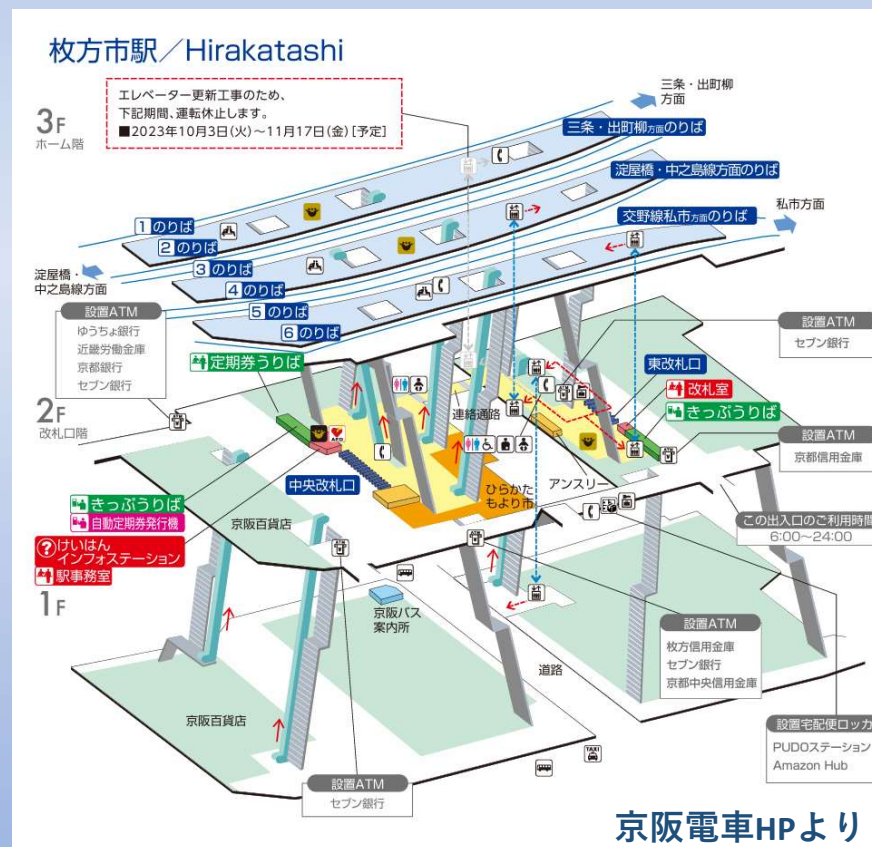 枚方市駅／Hirakatashi
エレベーター更新工事のため、
下記期間、運転休止します。
■2023年10月3日(火)～11月17日(金)[予定]
三条・出町柳
方面
3F
ホーム階
三条・出町柳方面のりば
淀屋橋・中之島線方面のりば
交野線私市方面のりば
私市方面
1 のりば
2 のりば
3 のりば
4 のりば
5 のりば
6 のりば
淀屋橋・
中之島線方面
設置ATM
ゆうちょ銀行
近畿労働金庫
京都銀行
セブン銀行
設置ATM
セブン銀行
定期券うりば
東改札口
改札室
きっぷうりば
連絡通路
2F
改札口階
AED
設置ATM
京都信用金庫
中央改札口
ひらかた
もより市
アンスリー
きっぷうりば
自動定期券発行機
京阪百貨店
この出入口のご利用時間
6:00～24:00
?けいはん
インフォステーション
駅事務室
1F
京阪バス
案内所
設置ATM
枚方信用金庫
セブン銀行
京都中央信用金庫
道路
京阪百貨店
設置宅配便ロッカ
PUDOステーション
Amazon Hub
TAXI
設置ATM
セブン銀行
京阪電車HPより